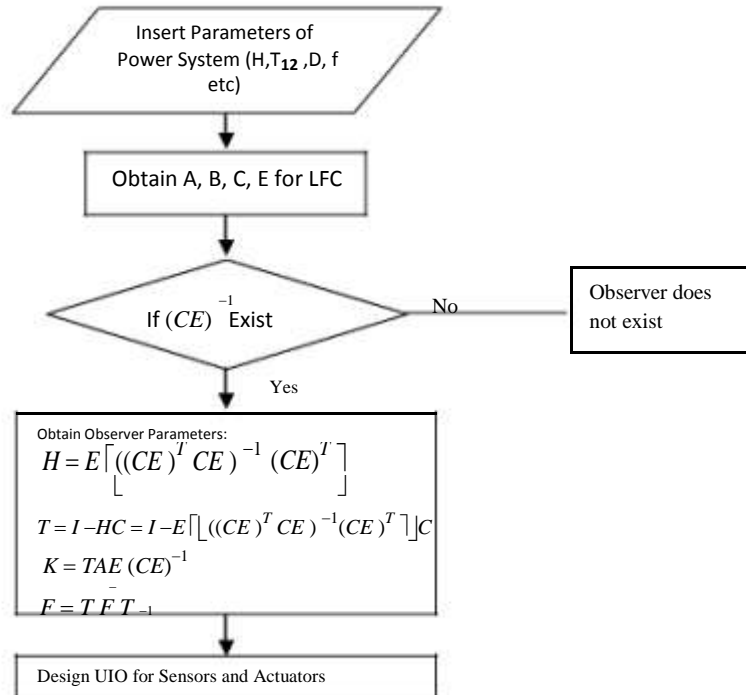 Insert Parameters of
Power System (H,T₁₂ ,D, f
etc)
Obtain A, B, C, E for LFC
If (CE)⁻¹ Exist
No
Observer does
not exist
Yes
Obtain Observer Parameters:
H = E⌈⌊((CE)ᵀ CE)⁻¹ (CE)ᵀ⌉⌋
T = I − HC = I − E⌈⌊((CE)ᵀ CE)⁻¹(CE)ᵀ⌉⌋C
K = TAE (CE)⁻¹
F = T F̄ T −1
Design UIO for Sensors and Actuators